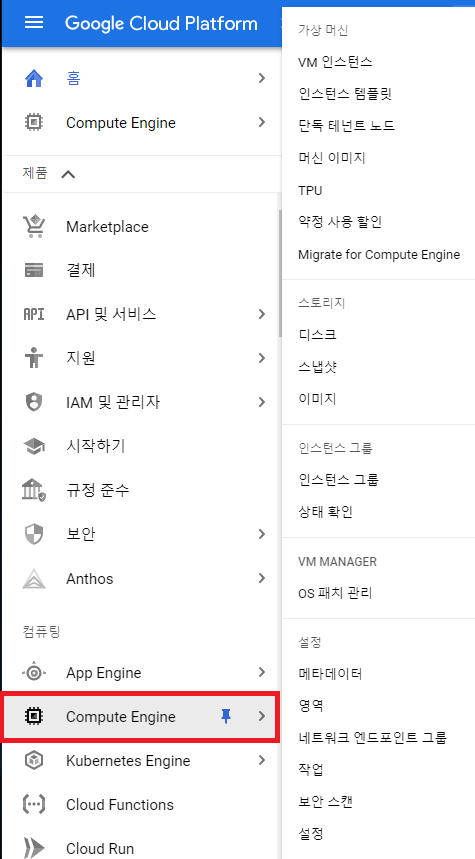 Google Cloud Platform
홈
Compute Engine
제품
Marketplace
결제
API API 및 서비스
지원
IAM 및 관리자
시작하기
규정 준수
보안
Anthos
컴퓨팅
App Engine
Compute Engine
Kubernetes Engine
Cloud Functions
Cloud Run
가상 머신
VM 인스턴스
인스턴스 템플릿
단독 테넌트 노드
머신 이미지
TPU
약정 사용 할인
Migrate for Compute Engine
스토리지
디스크
스냅샷
이미지
인스턴스 그룹
인스턴스 그룹
상태 확인
VM MANAGER
OS 패치 관리
설정
메타데이터
영역
네트워크 엔드포인트 그룹
작업
보안 스캔
설정